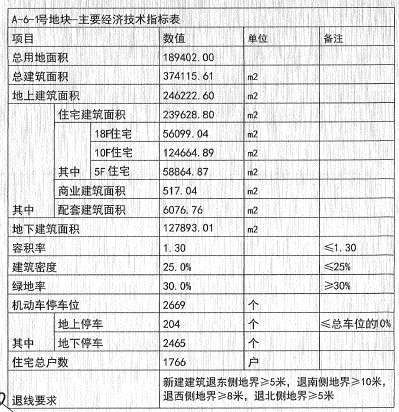 A-6-1号地块-主要经济技术指标表
项目 数值 单位 备注
总用地面积 189402.00
总建筑面积 374115.61 m2
地上建筑面积 246222.60 m2
住宅建筑面积 239628.80 m2
18F住宅 56099.04 m2
10F住宅 124664.89 m2
其中 5F住宅 58864.87 m2
商业建筑面积 517.04 m2
其中 配套建筑面积 6076.76 m2
地下建筑面积 127893.01 m2
容积率 1.30 ≤1.30
建筑密度 25.0% ≤25%
绿地率 30.0% ≥30%
机动车停车位 2669 个
地上停车 204 个 ≤总车位的10%
其中 地下停车 2465 个
住宅总户数 1766 户
新建建筑退东侧地界≥5米，退南侧地界≥10米，
退线要求 退西侧地界≥8米，退北侧地界≥5米